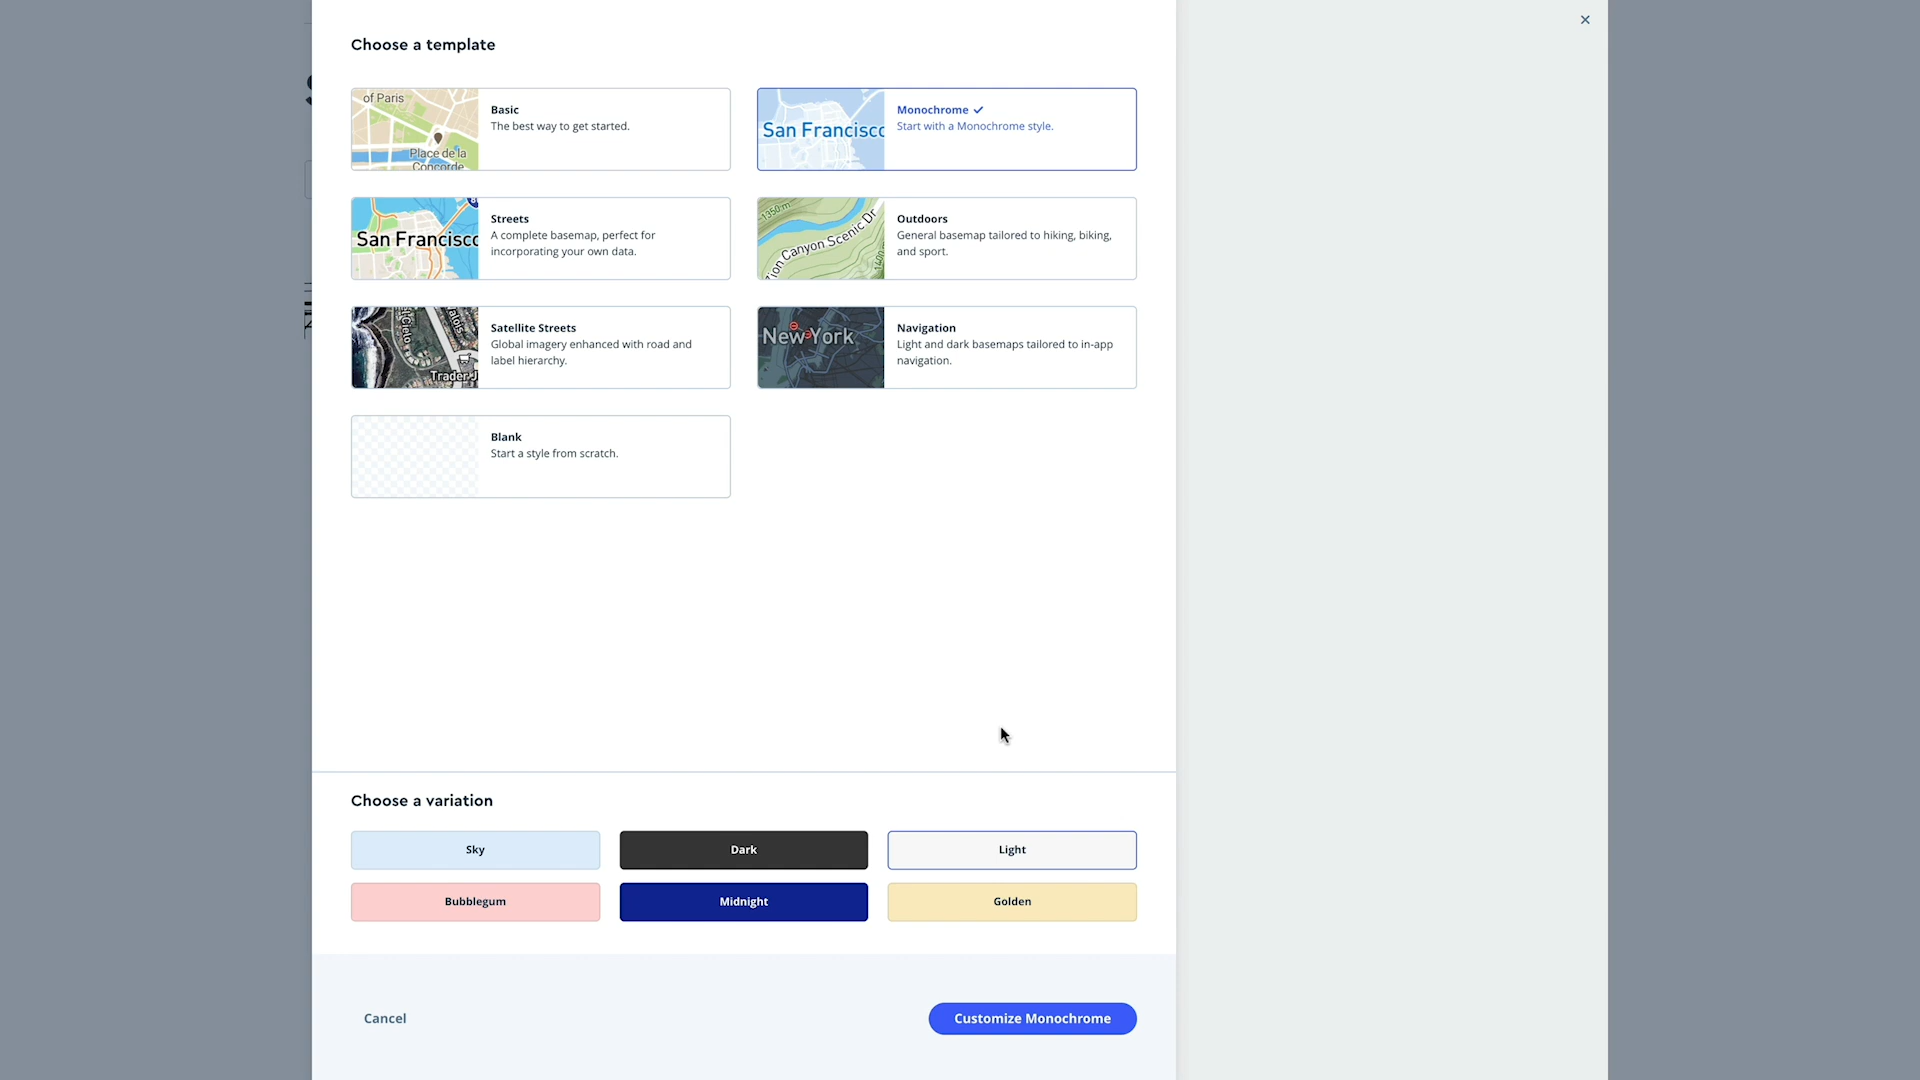 Choose a template
of Paris
Place de la
Concorde
Basic
The best way to get started.
San Francisco
Monochrome
Start with a Monochrome style.
San Francisco
Streets
A complete basemap, perfect for
incorporating your own data.
1350 m
Zion Canyon Scenic Dr
1400
Outdoors
General basemap tailored to hiking, biking,
and sport.
Trader J
Satellite Streets
Global imagery enhanced with road and
label hierarchy.
New York
Navigation
Light and dark basemaps tailored to in-app
navigation.
Blank
Start a style from scratch.
Choose a variation
Sky
Dark
Light
Bubblegum
Midnight
Golden
Cancel
Customize Monochrome